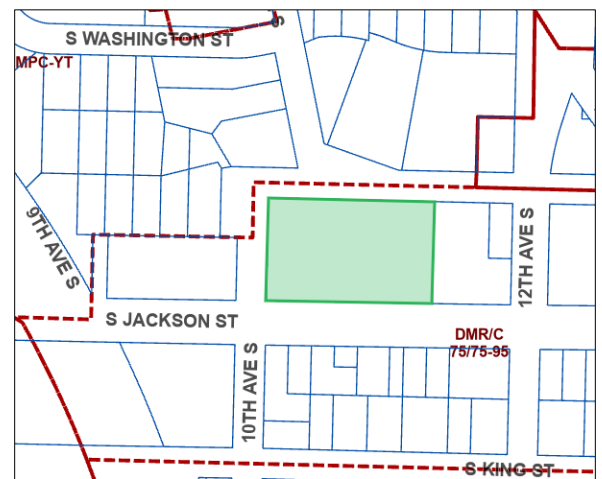 S
S WASHINGTON ST
MPC-YT
9TH AVE S
12TH AVE S
S JACKSON ST
DMR/C
75/75-95
10TH AVE S
S KING ST